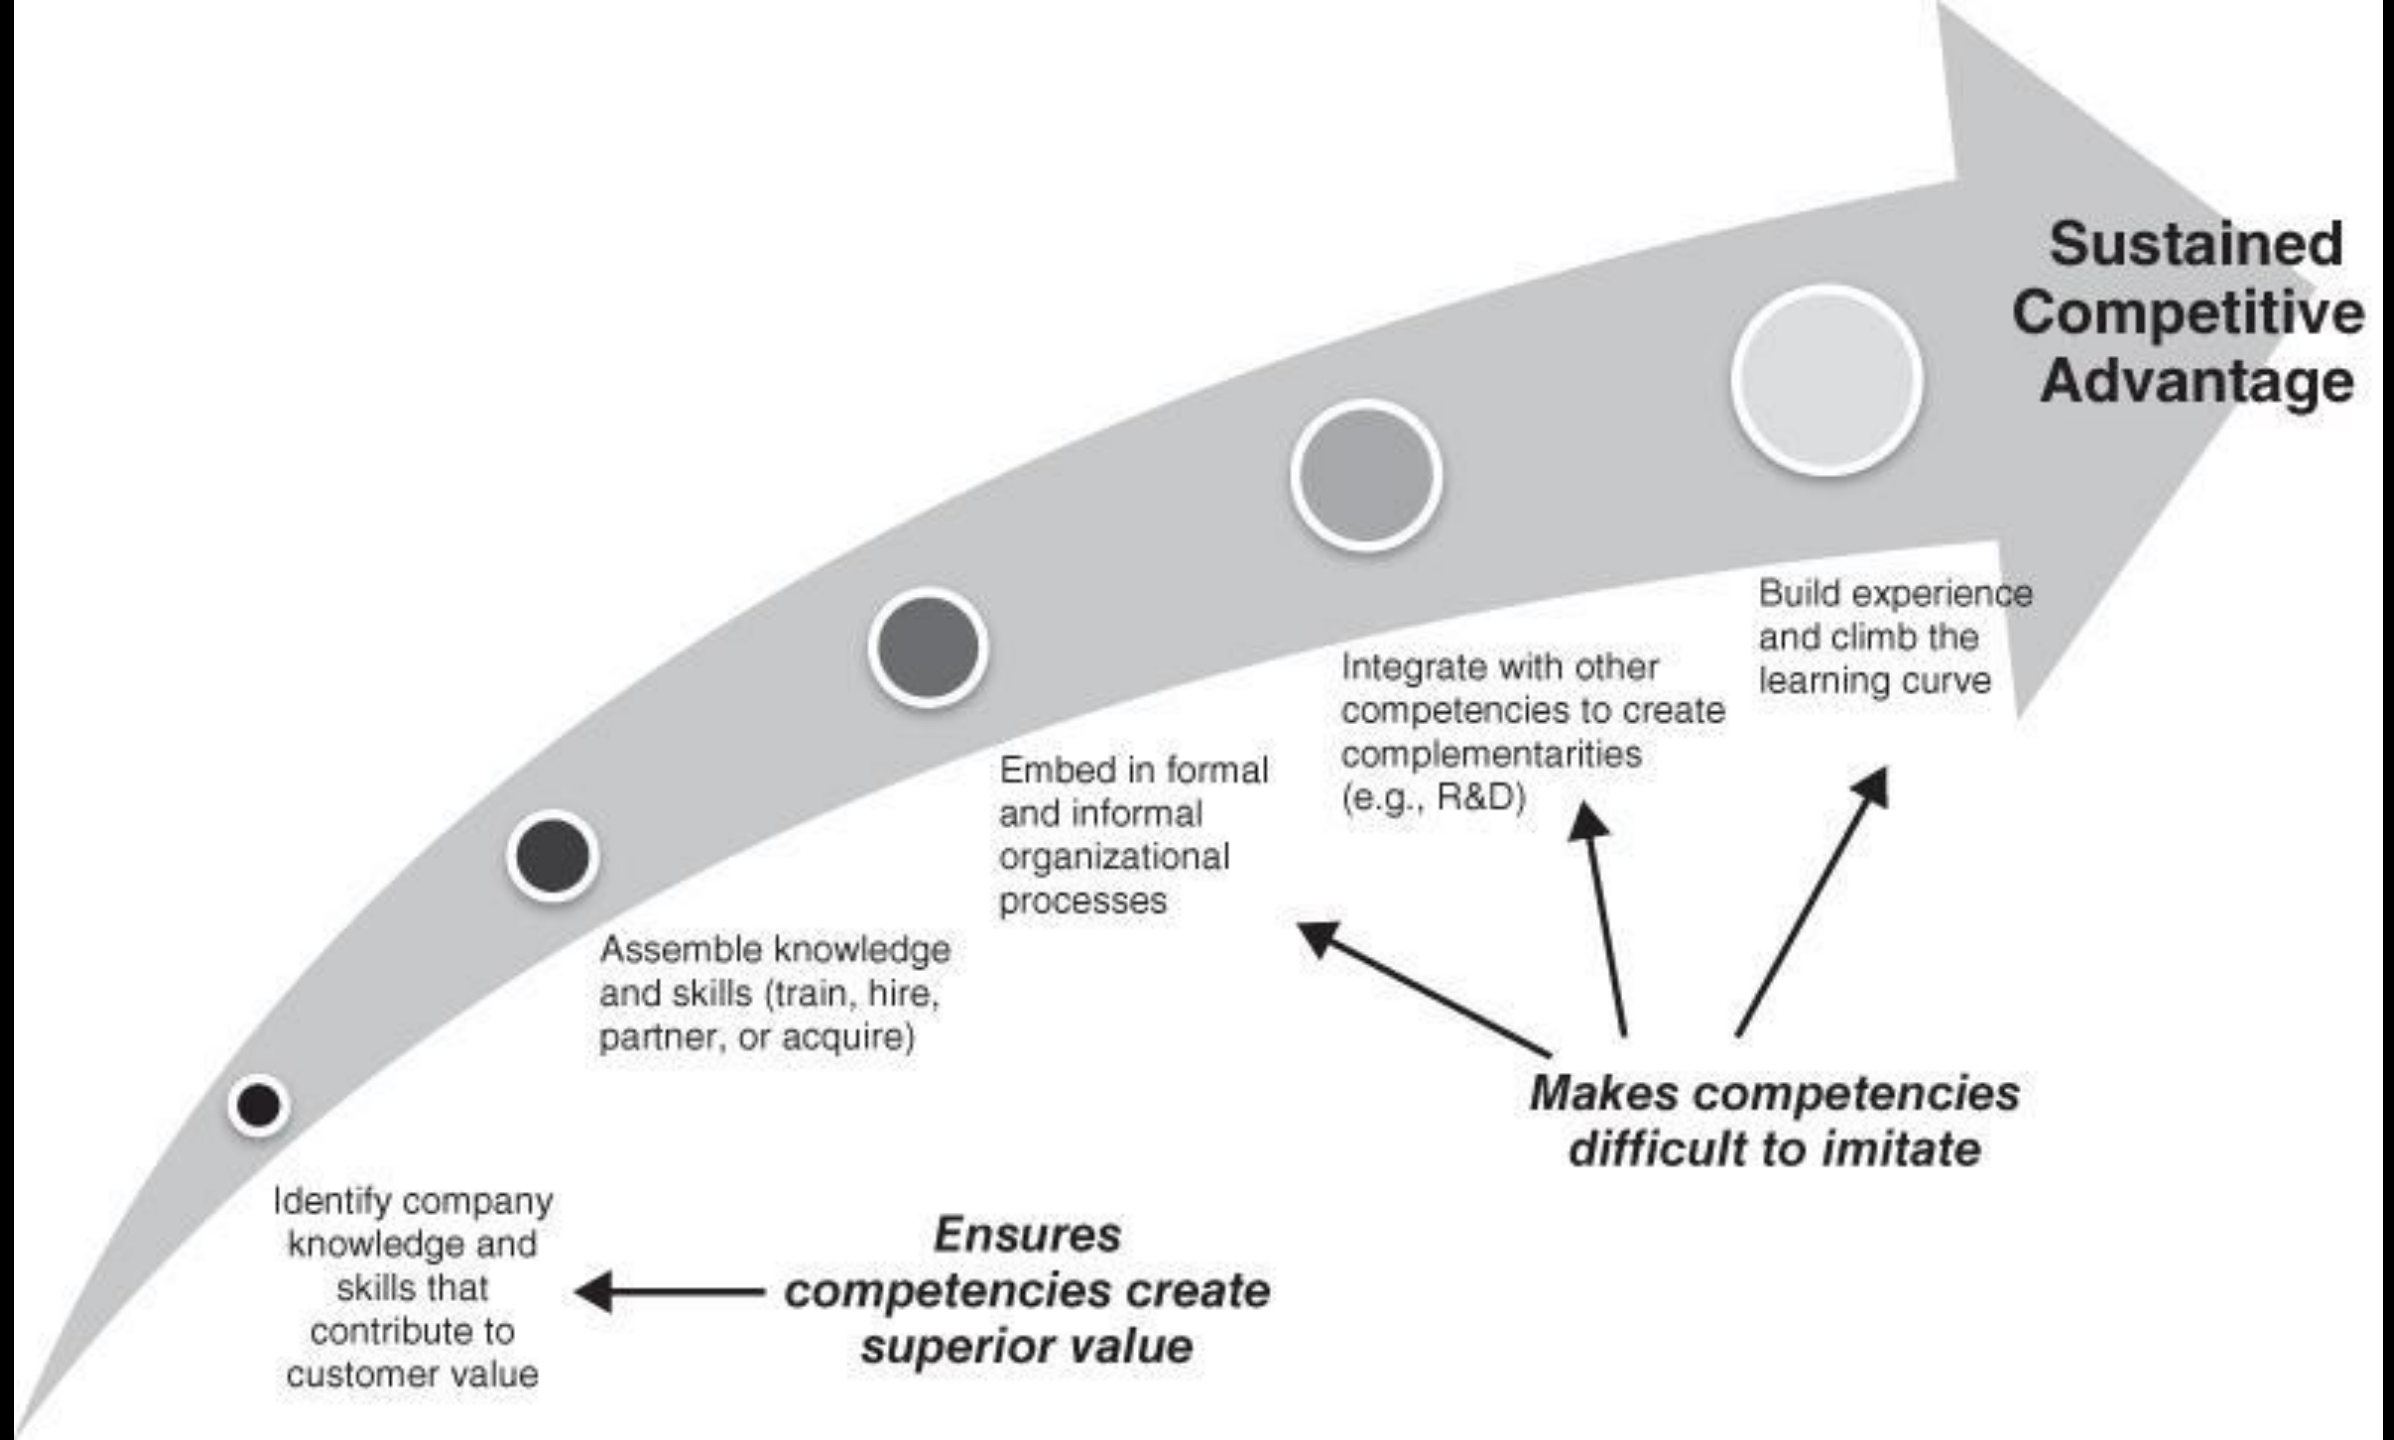 Sustained
Competitive
Advantage
Build experience
and climb the
learning curve
Integrate with other
competencies to create
complementarities
(e.g., R&D)
Embed in formal
and informal
organizational
processes
Assemble knowledge
and skills (train, hire,
partner, or acquire)
Identify company
knowledge and
skills that
contribute to
customer value
Makes competencies
difficult to imitate
Ensures
competencies create
superior value